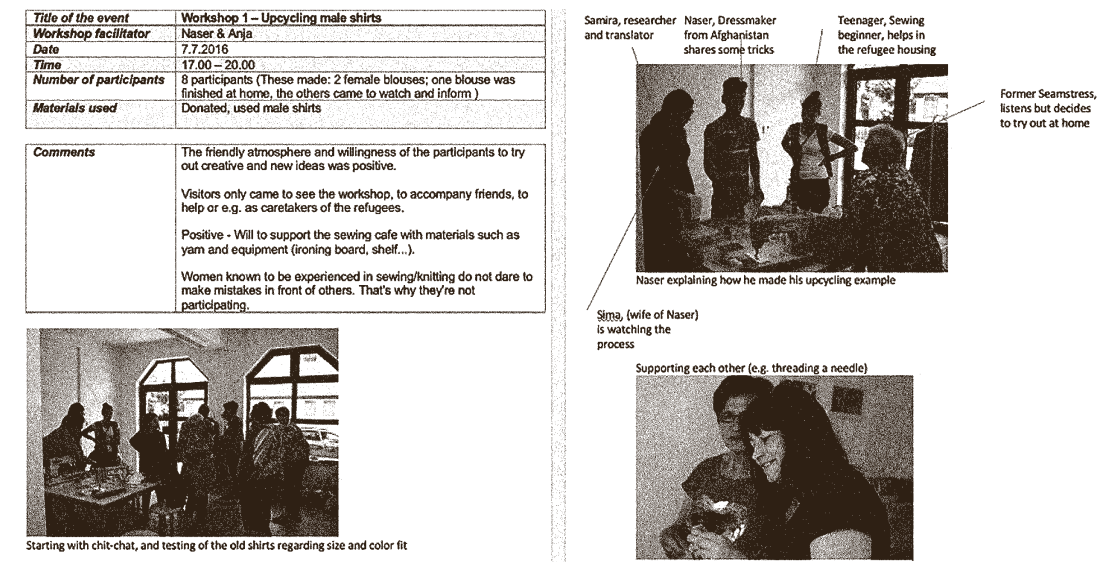 Title of the event Workshop 1 – Upcycling male shirts
Workshop facilitator Naser & Anja
Date 7.7.2016
Time 17.00 – 20.00
Number of participants 8 participants (These made: 2 female blouses; one blouse was
finished at home, the others came to watch and inform )
Materials used Donated, used male shirts
Comments The friendly atmosphere and willingness of the participants to try
out creative and new ideas was positive.
Visitors only came to see the workshop, to accompany friends, to
help or e.g. as caretakers of the refugees.
Positive - Will to support the sewing cafe with materials such as
yarn and equipment (ironing board, shelf...).
Women known to be experienced in sewing/knitting do not dare to
make mistakes in front of others. That's why they're not
participating.
Starting with chit-chat, and testing of the old shirts regarding size and color fit
Samira, researcher
and translator
Naser, Dressmaker
from Afghanistan
shares some tricks
Teenager, Sewing
beginner, helps in
the refugee housing
Former Seamstress,
listens but decides
to try out at home
Naser explaining how he made his upcycling example
Sima, (wife of Naser)
is watching the
process
Supporting each other (e.g. threading a needle)